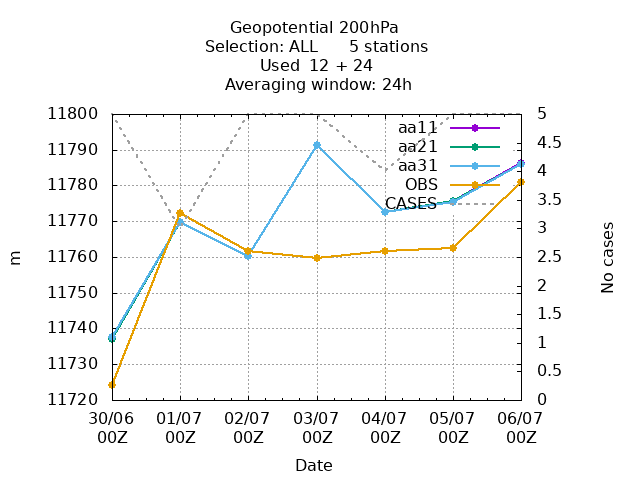 Geopotential 200hPa
Selection: ALL      5 stations
Used  12 + 24
Averaging window: 24h
11800
11790
11780
11770
11760
11750
11740
11730
11720
m
5
4.5
4
3.5
3
2.5
2
1.5
1
0.5
0
No cases
aa11
aa21
aa31
OBS
CASES
30/06 01/07 02/07 03/07 04/07 05/07 06/07
00Z 00Z 00Z 00Z 00Z 00Z 00Z
Date